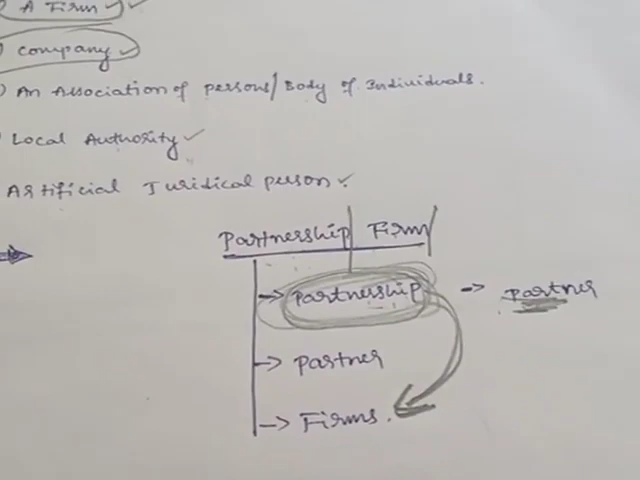 A Firm ✓ ✓
company ✓
) An Association of persons/Body of Individuals.
Local Authority ✓
Artificial Juridical person ✓
Partnership Firm
→ partnership → partner
→ partner
→ Firms.